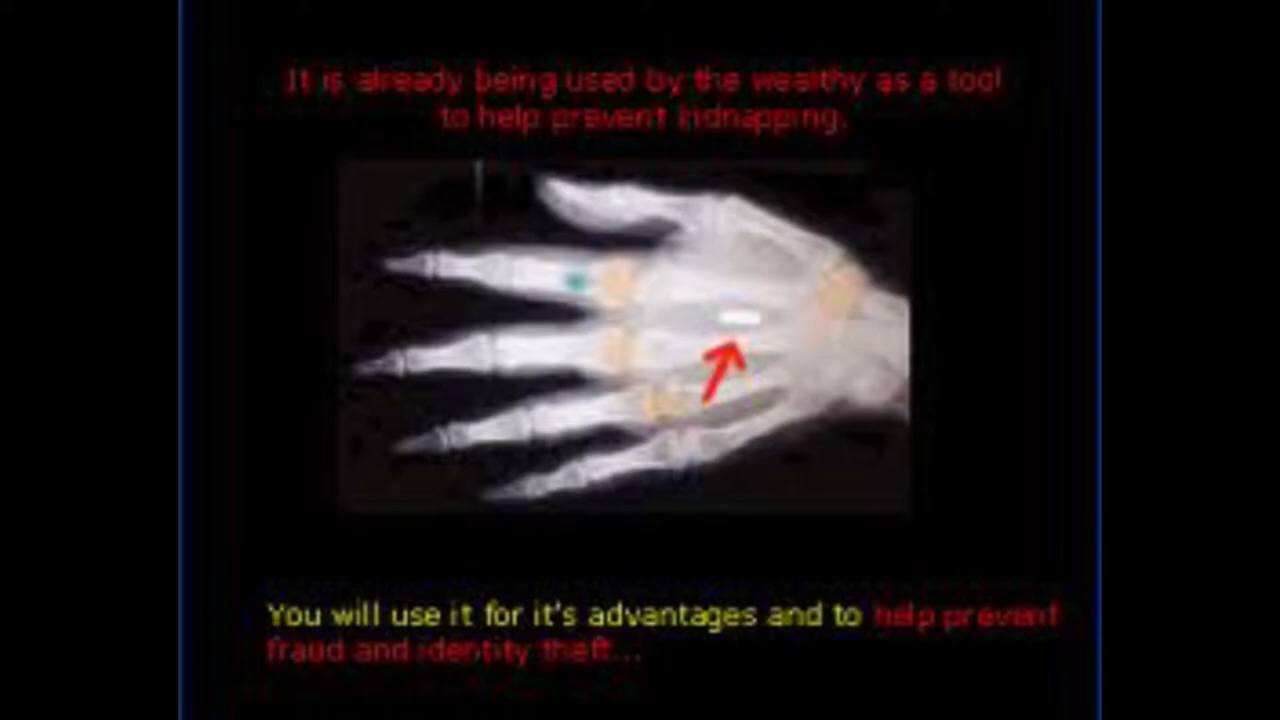 It is already being used by the wealthy as a tool
to help prevent kidnapping.
You will use it for it's advantages and to help prevent
fraud and identity theft...